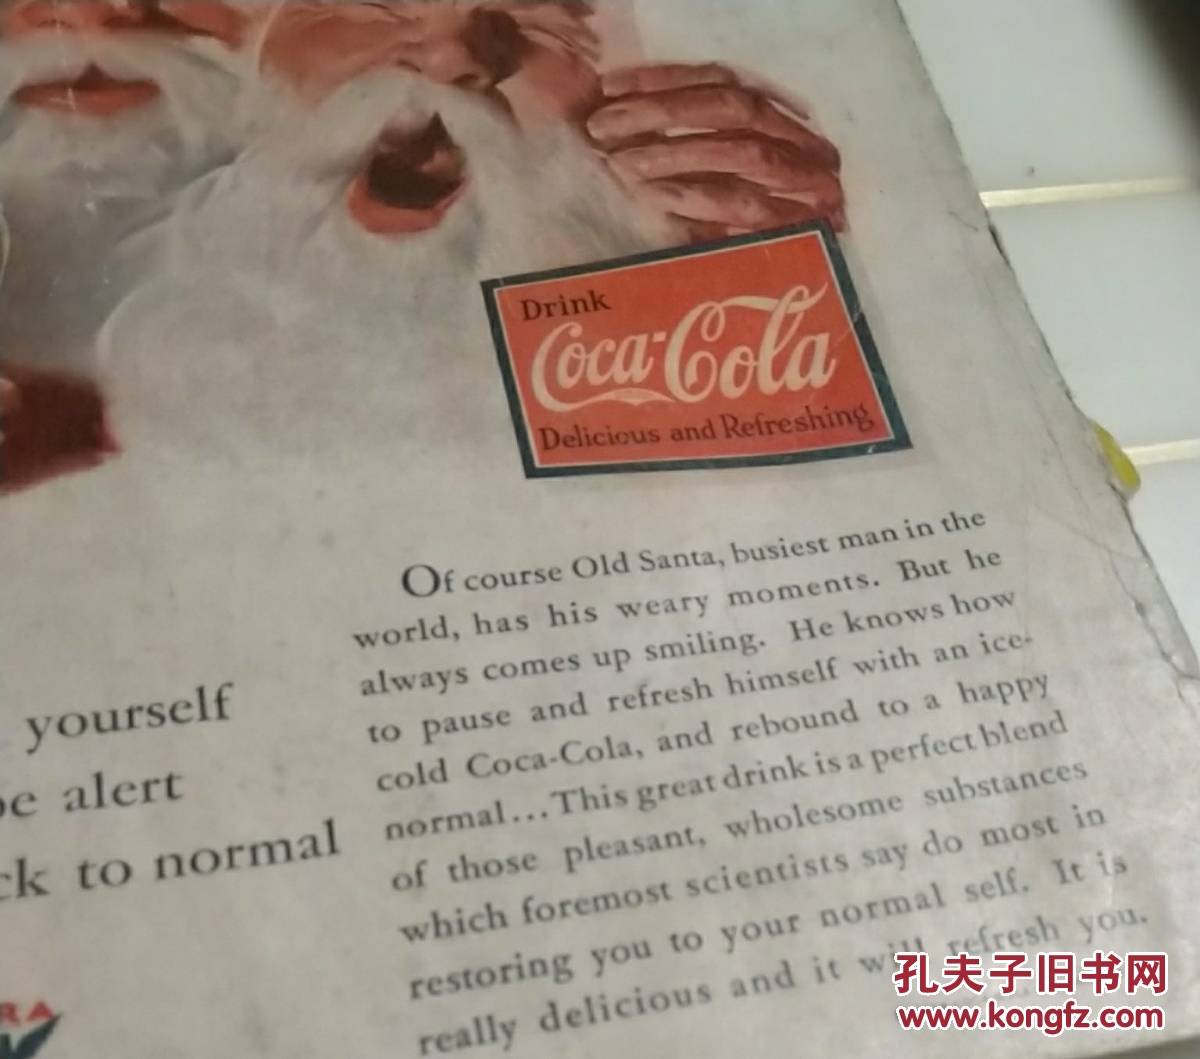 Drink
Coca-Cola
Delicious and Refreshing
Of course Old Santa, busiest man in the
world, has his weary moments. But he
always comes up smiling. He knows how
to pause and refresh himself with an ice-
cold Coca-Cola, and rebound to a happy
normal...This great drink is a perfect blend
of those pleasant, wholesome substances
which foremost scientists say do most in
restoring you to your normal self. It is
really delicious and it will refresh you.
yourself
be alert
ck to normal
RA
孔夫子旧书网
www.kongfz.com